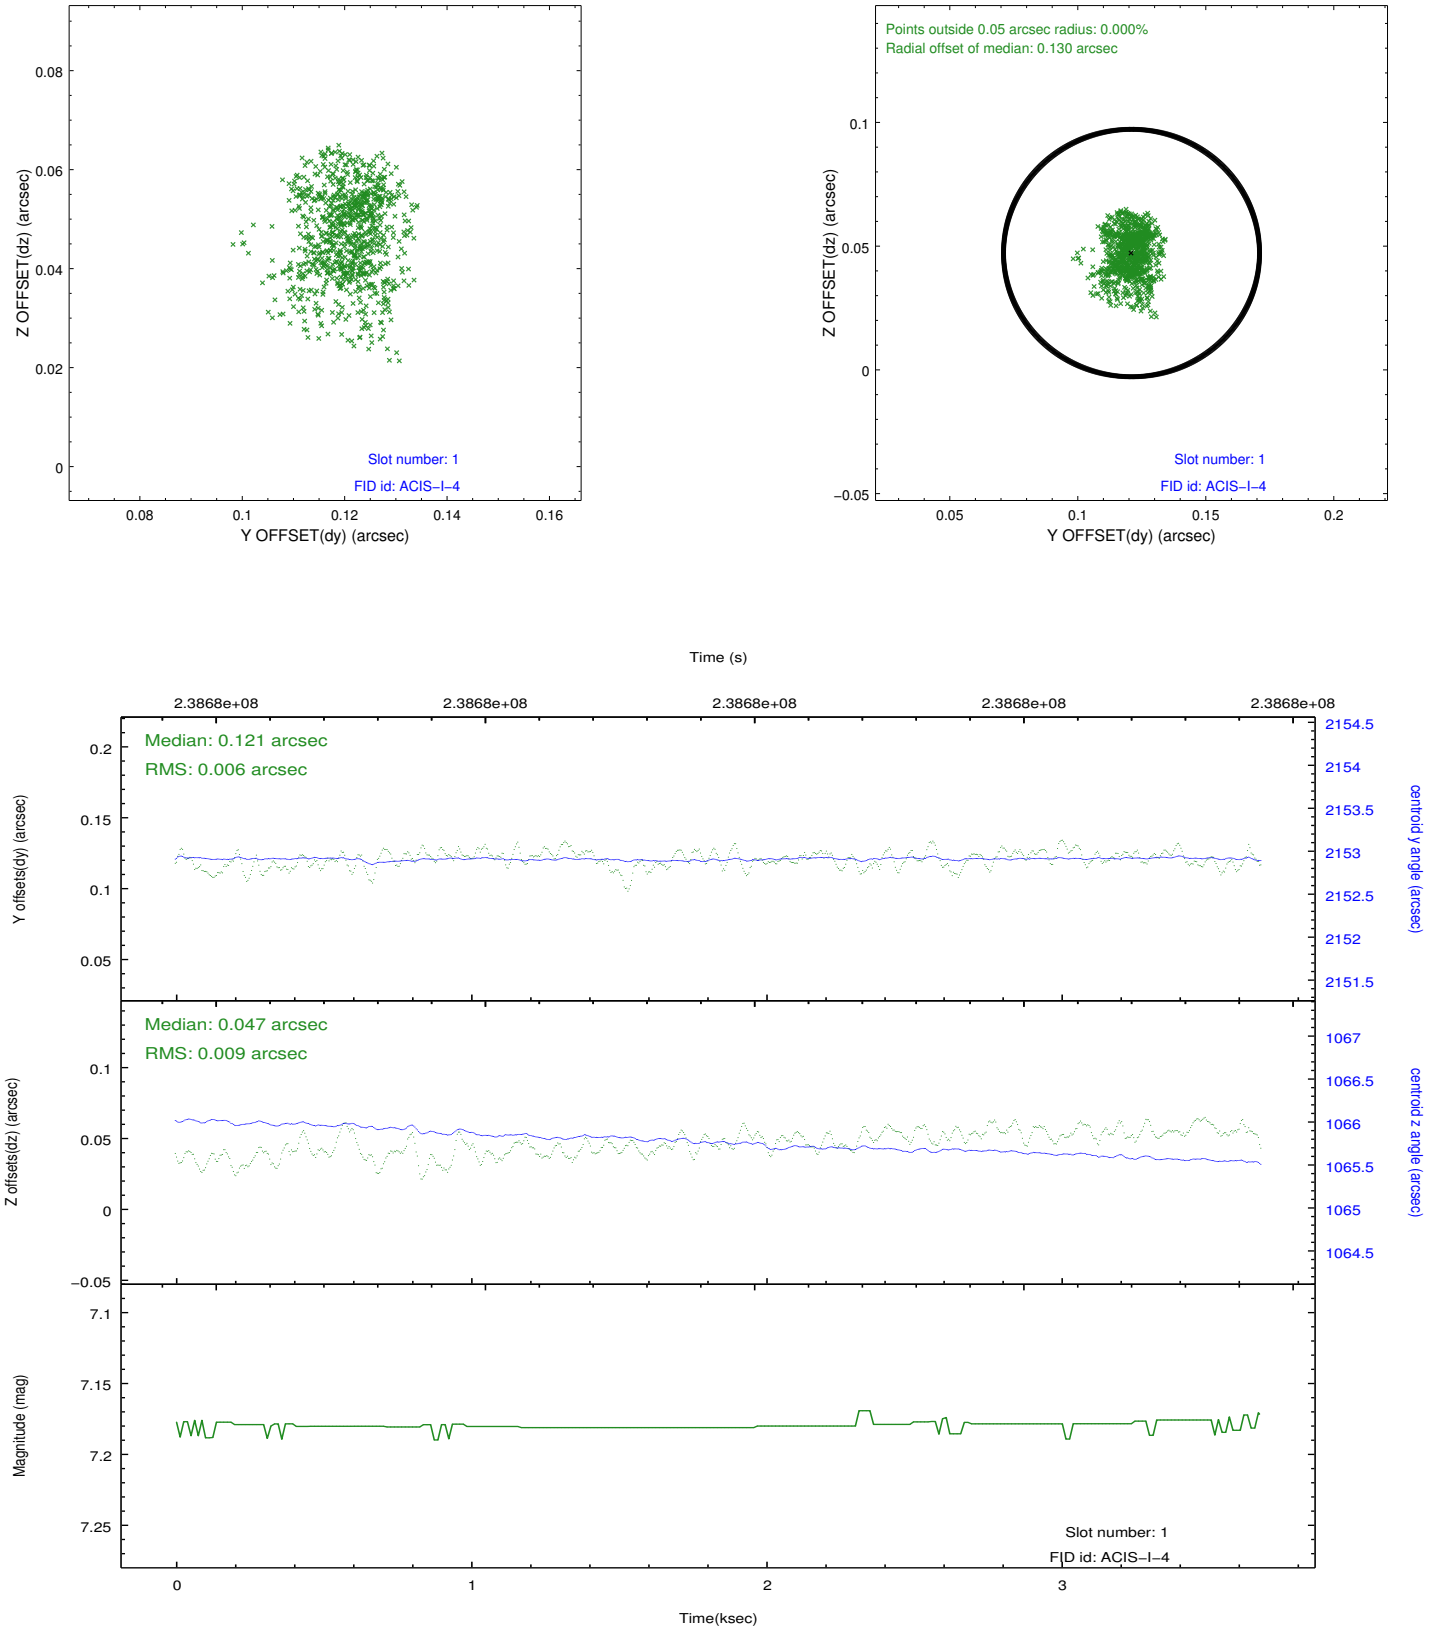 0.08
0.06
0.04
0.02
0
0.08
0.1
0.12
0.14
0.16
Z OFFSET(dz) (arcsec)
Y OFFSET(dy) (arcsec)
Slot number: 1
FID id: ACIS−I−4
Points outside 0.05 arcsec radius: 0.000%
Radial offset of median: 0.130 arcsec
0.1
0.05
0
−0.05
0.05
0.1
0.15
0.2
Z OFFSET(dz) (arcsec)
Y OFFSET(dy) (arcsec)
Slot number: 1
FID id: ACIS−I−4
Time (s)
2.3868e+08
2.3868e+08
2.3868e+08
2.3868e+08
2.3868e+08
Median: 0.121 arcsec
RMS: 0.006 arcsec
0.2
0.15
0.1
0.05
Y offsets(dy) (arcsec)
2154.5
2154
2153.5
2153
2152.5
2152
2151.5
centroid y angle (arcsec)
Median: 0.047 arcsec
RMS: 0.009 arcsec
0.1
0.05
0
−0.05
Z offsets(dz) (arcsec)
1067
1066.5
1066
1065.5
1065
1064.5
centroid z angle (arcsec)
7.1
7.15
7.2
7.25
Magnitude (mag)
Slot number: 1
FID id: ACIS−I−4
0
1
2
3
Time(ksec)